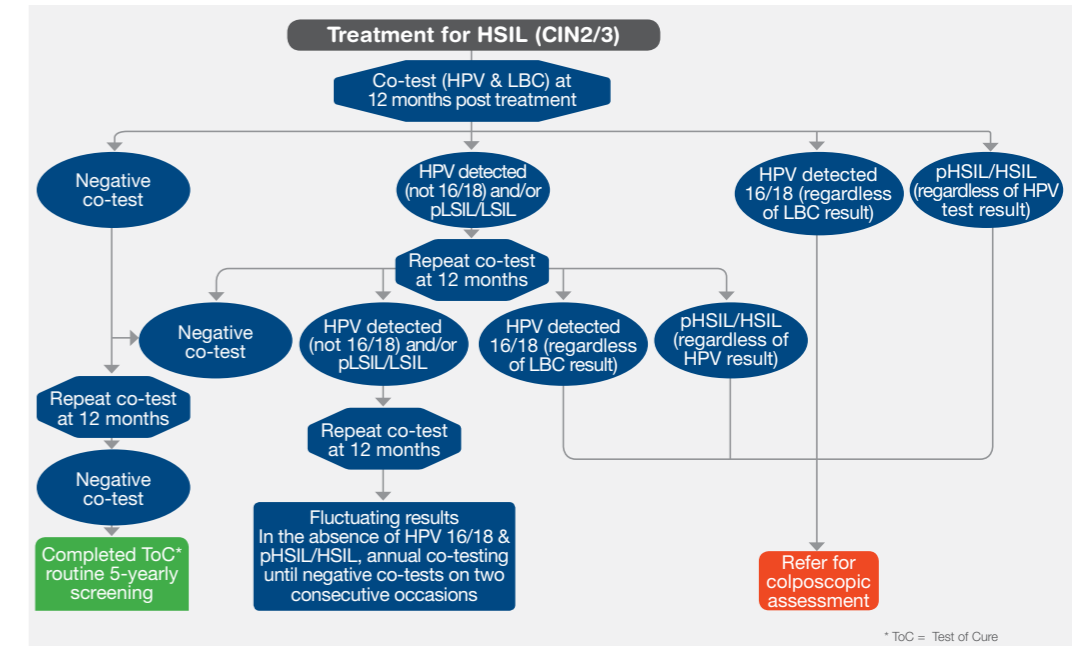 Treatment for HSIL (CIN2/3)
Co-test (HPV & LBC) at
12 months post treatment
Negative
co-test
HPV detected
(not 16/18) and/or
pLSIL/LSIL
HPV detected
16/18 (regardless
of LBC result)
pHSIL/HSIL
(regardless of HPV
test result)
Repeat co-test
at 12 months
Negative
co-test
HPV detected
(not 16/18) and/or
pLSIL/LSIL
HPV detected
16/18 (regardless
of LBC result)
pHSIL/HSIL
(regardless of
HPV result)
Repeat co-test
at 12 months
Repeat co-test
at 12 months
Negative
co-test
Fluctuating results
In the absence of HPV 16/18 &
pHSIL/HSIL, annual co-testing
until negative co-tests on two
consecutive occasions
Completed ToC*
routine 5-yearly
screening
Refer for
colposcopic
assessment
* ToC = Test of Cure